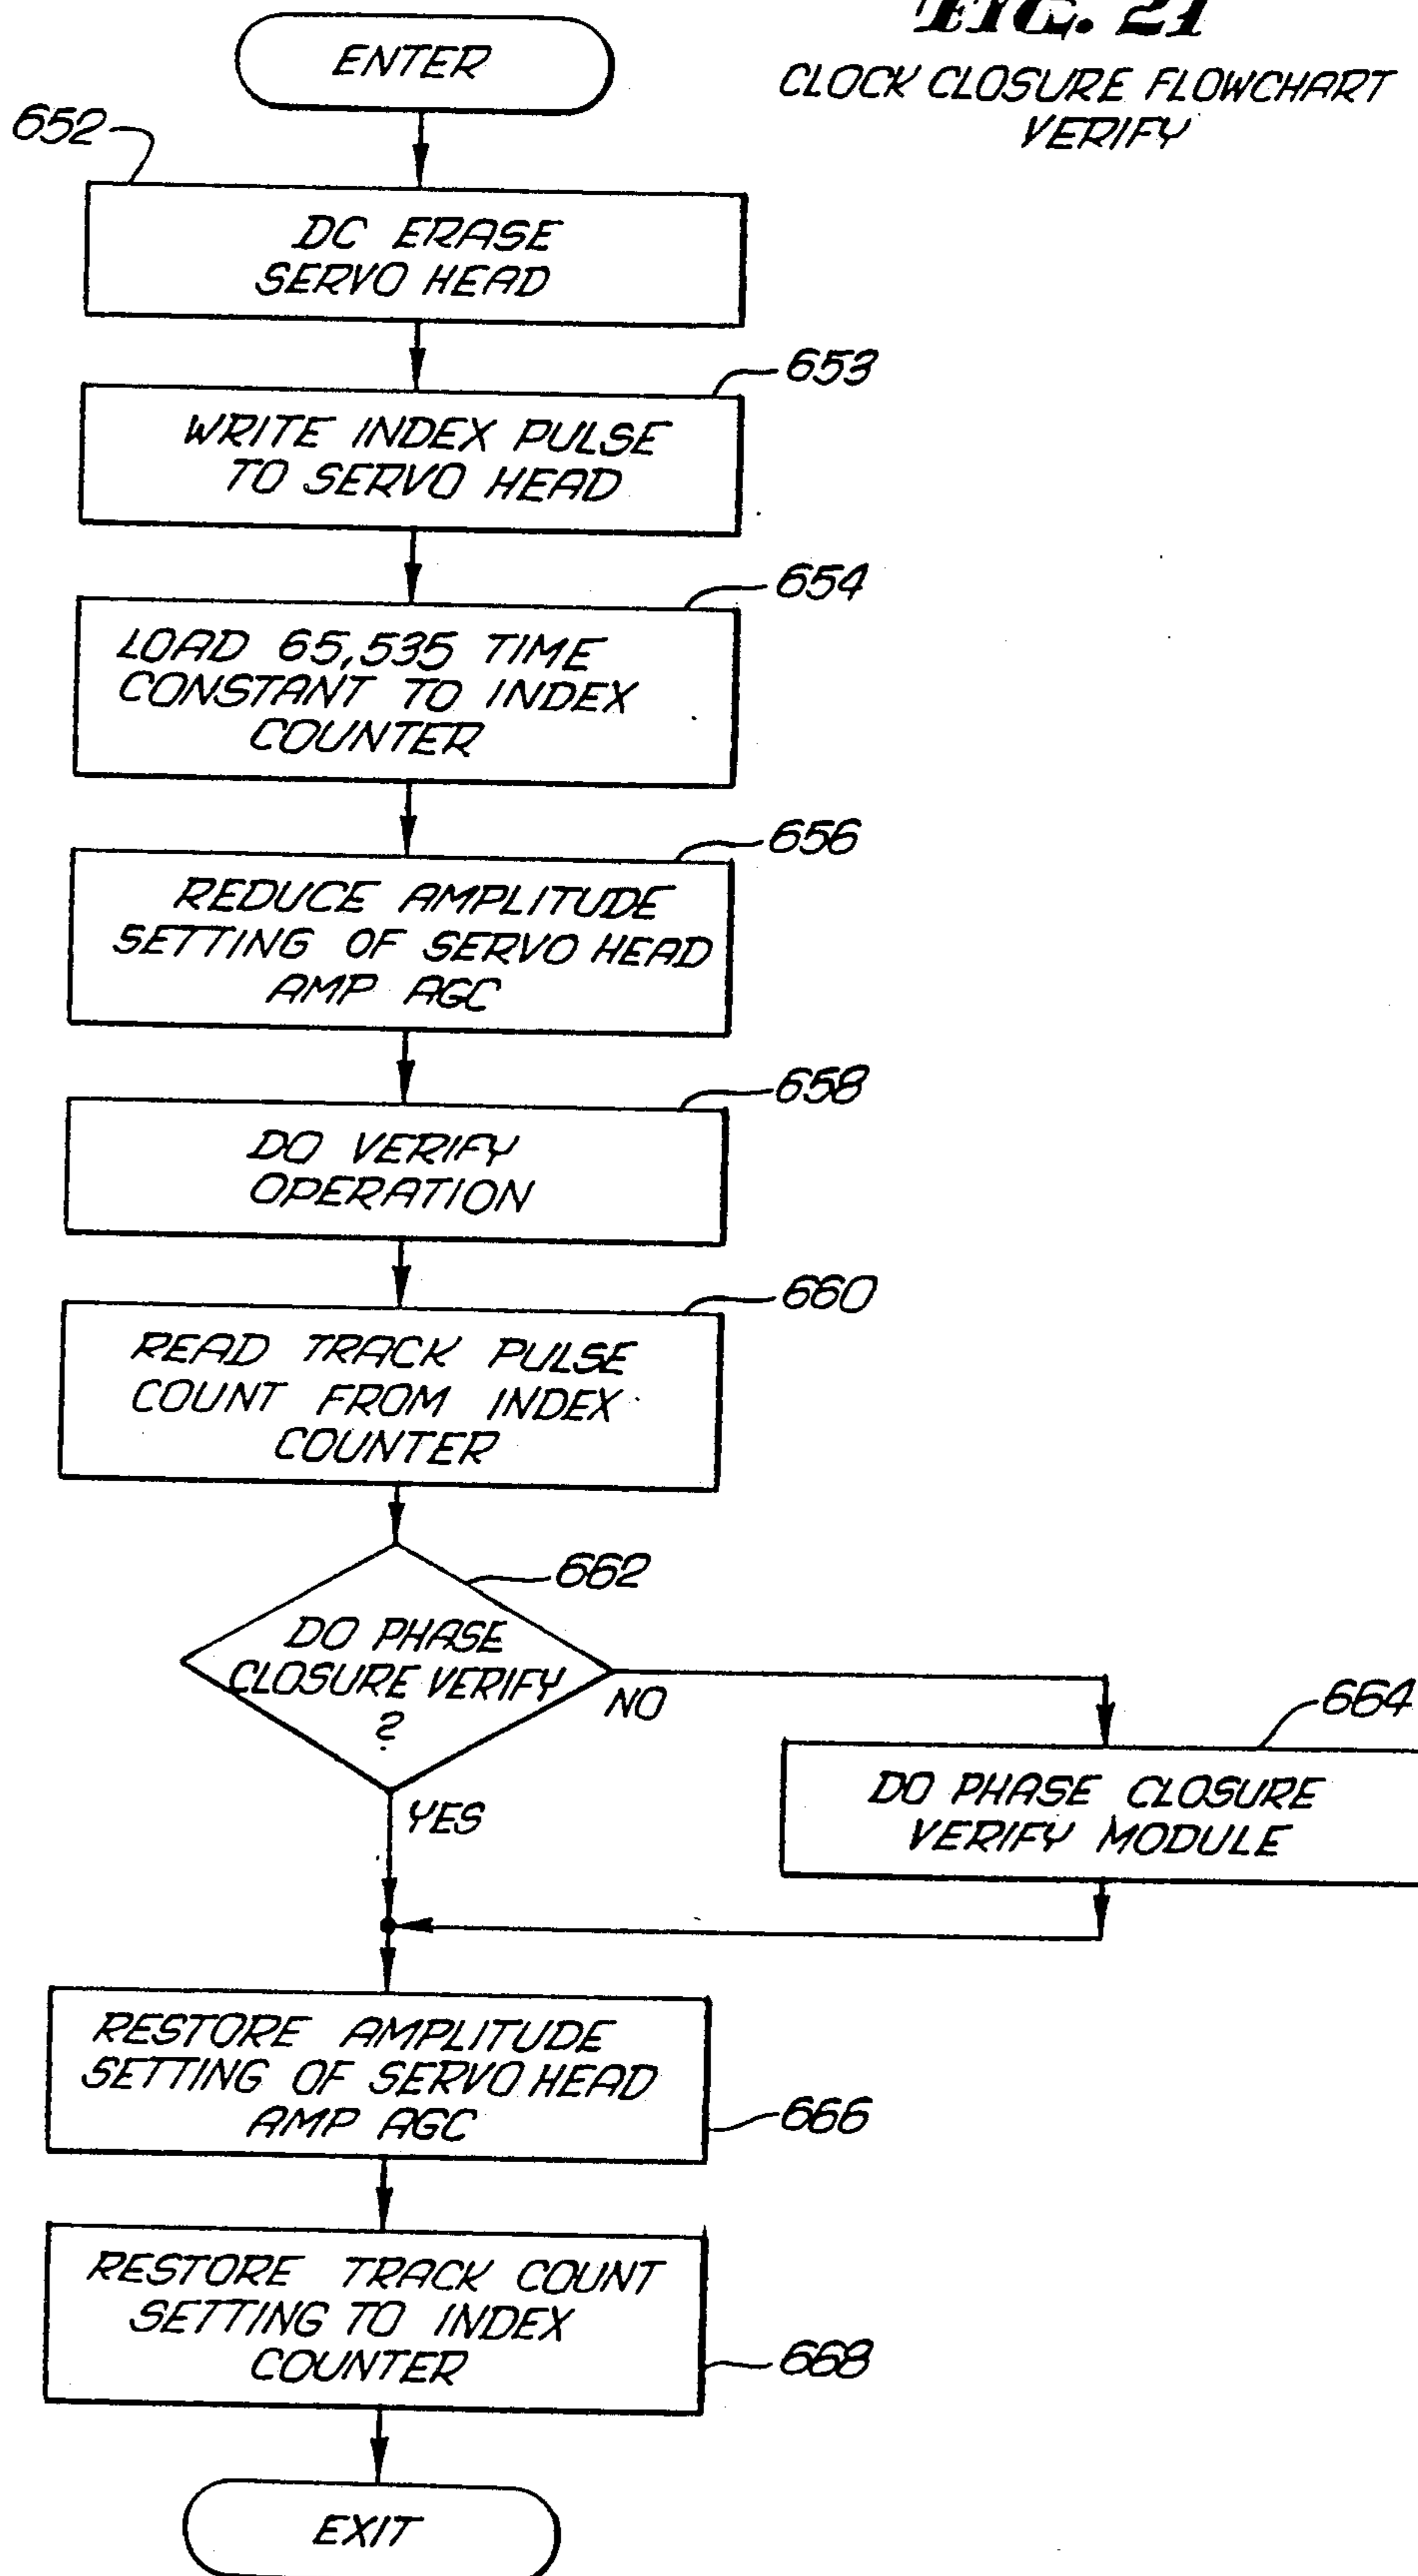 FIG. 21
CLOCK CLOSURE FLOWCHART
VERIFY
ENTER
652
DC ERASE
SERVO HEAD
653
WRITE INDEX PULSE
TO SERVO HEAD
654
LOAD 65,535 TIME
CONSTANT TO INDEX
COUNTER
656
REDUCE AMPLITUDE
SETTING OF SERVO HEAD
AMP AGC
658
DO VERIFY
OPERATION
660
READ TRACK PULSE
COUNT FROM INDEX
COUNTER
662
DO PHASE
CLOSURE VERIFY
?
NO
YES
664
DO PHASE CLOSURE
VERIFY MODULE
RESTORE AMPLITUDE
SETTING OF SERVO HEAD
AMP AGC
666
RESTORE TRACK COUNT
SETTING TO INDEX
COUNTER
668
EXIT